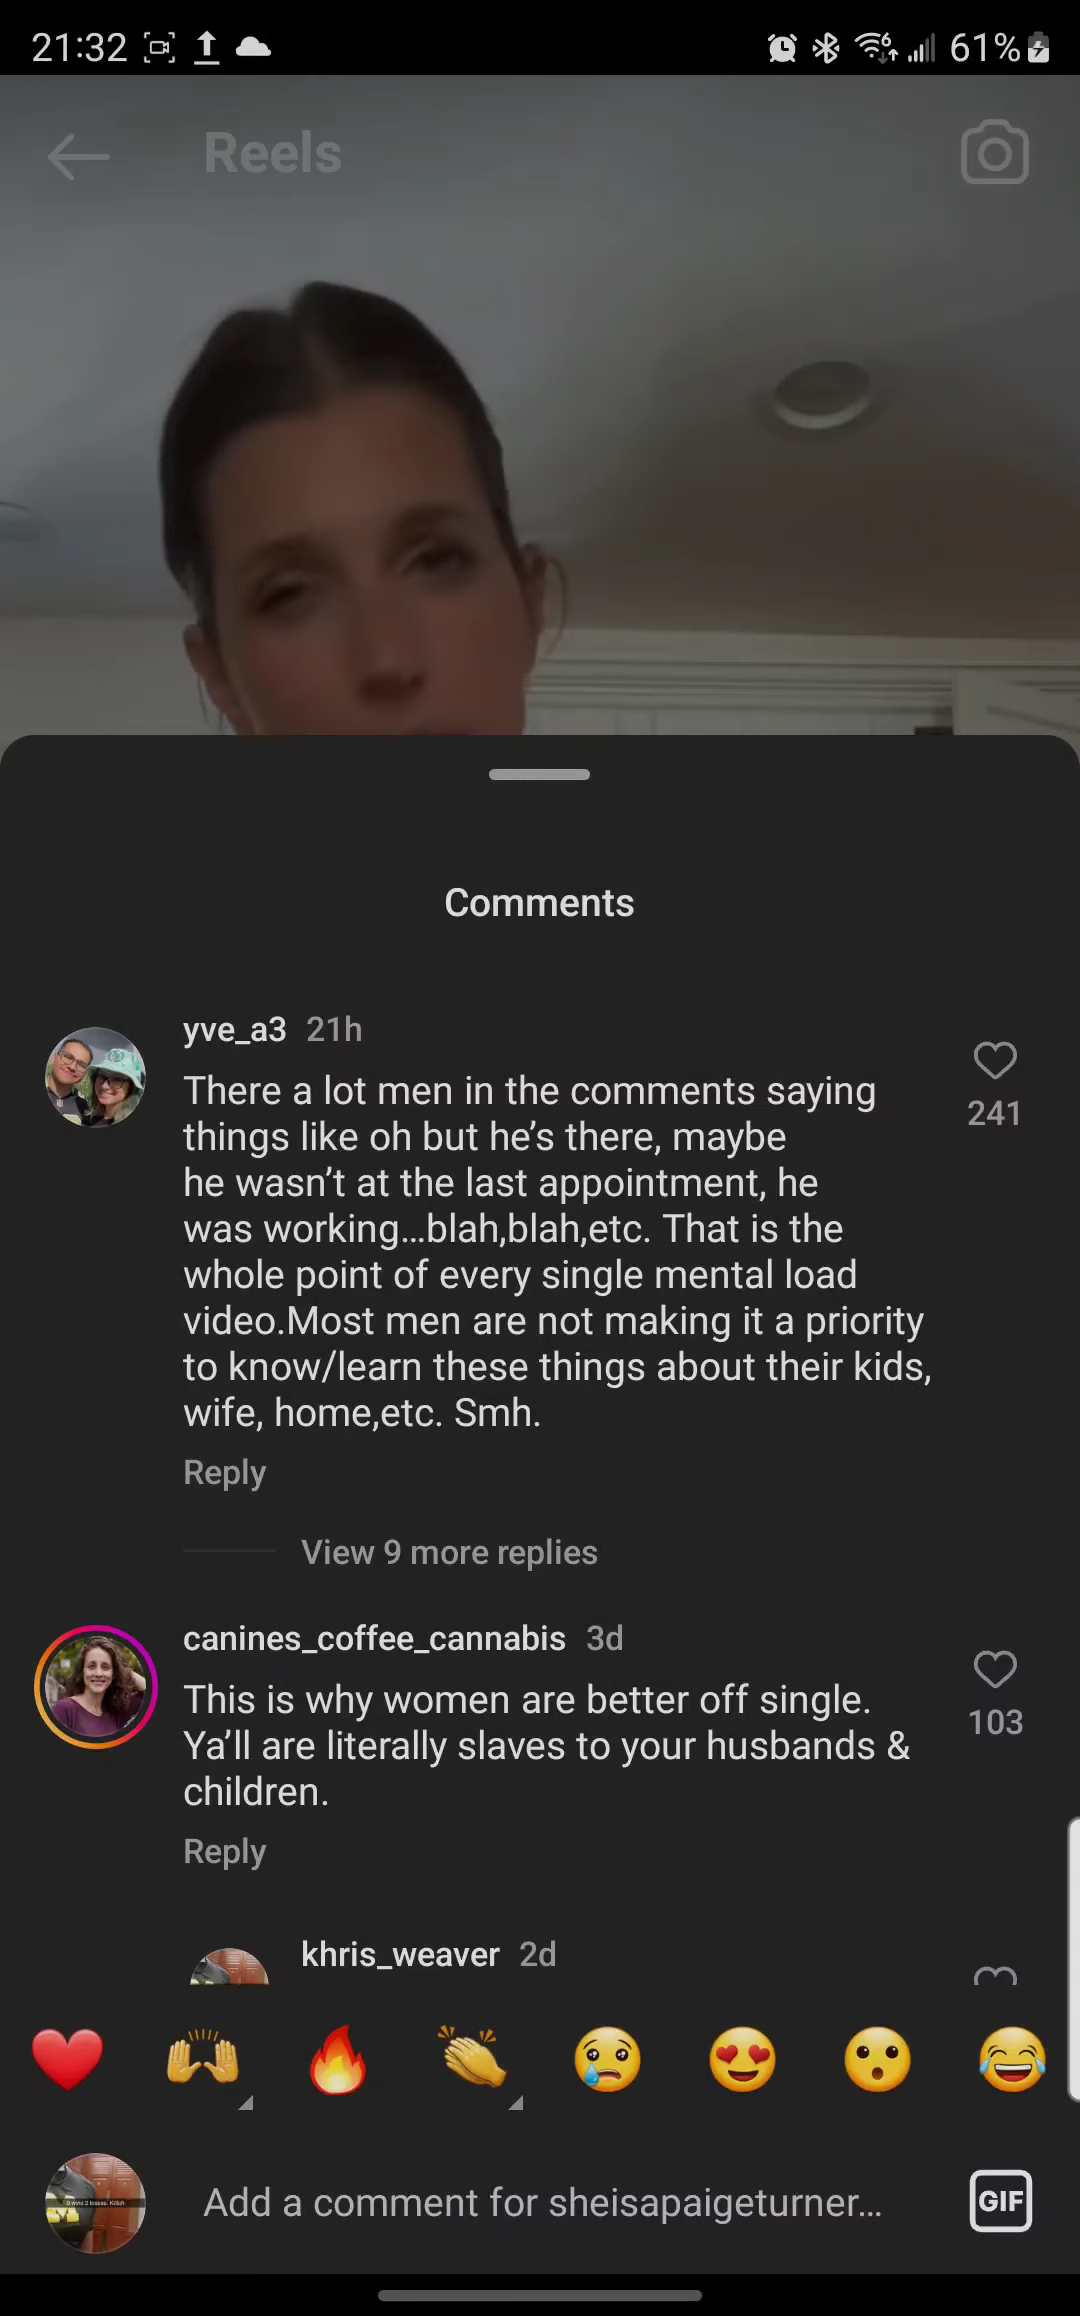 21:32 61%
Reels
Comments
yve_a3 21h
There a lot men in the comments saying
things like oh but he’s there, maybe
he wasn’t at the last appointment, he
was working...blah,blah,etc. That is the
whole point of every single mental load
video.Most men are not making it a priority
to know/learn these things about their kids,
wife, home,etc. Smh.
241
Reply
View 9 more replies
canines_coffee_cannabis 3d
This is why women are better off single.
Ya’ll are literally slaves to your husbands &
children.
103
Reply
khris_weaver 2d
Add a comment for sheisapaigeturner...
GIF